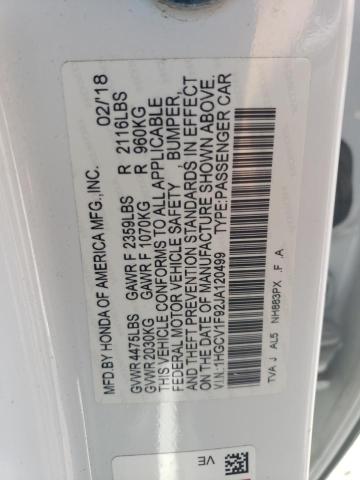 MFD.BY HONDA OF AMERICA MFG.,INC. 02/'18
GVWR 4475LBS GAWR F 2359LBS R 2116LBS
GVWR 2030KG GAWR F 1070KG R 960KG
THIS VEHICLE CONFORMS TO ALL APPLICABLE
FEDERAL MOTOR VEHICLE SAFETY , BUMPER,
AND THEFT PREVENTION STANDARDS IN EFFECT
ON THE DATE OF MANUFACTURE SHOWN ABOVE.
V.I.N.:1HGCV1F92JA120499 TYPE:PASSENGER CAR
TVA J AL5 NH883PX .F .A
VE